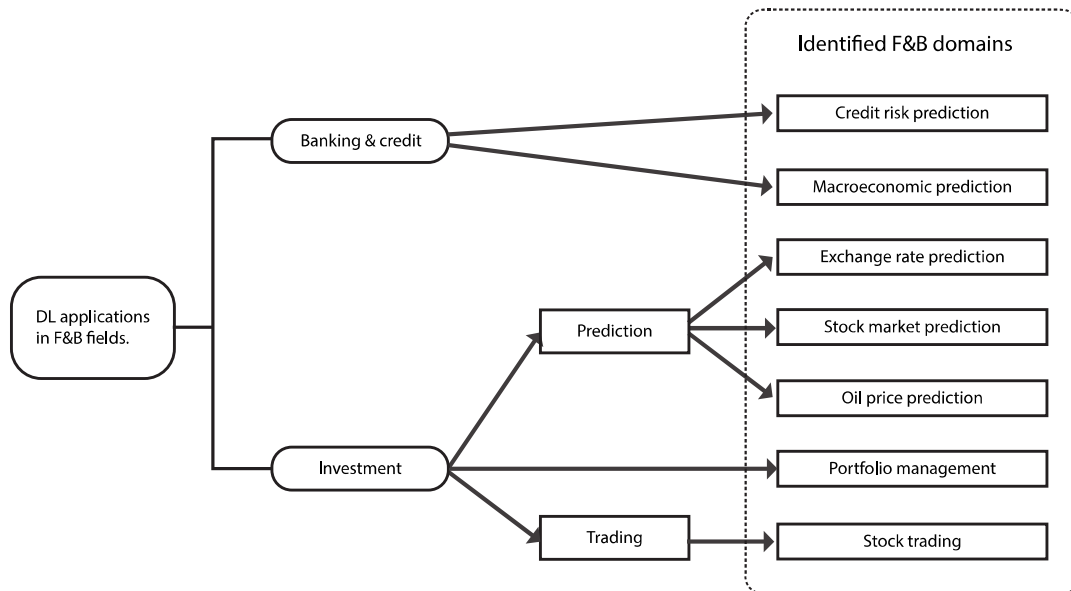 Identified F&B domains
Credit risk prediction
Banking & credit
Macroeconomic prediction
Exchange rate prediction
DL applications
in F&B fields.
Prediction
Stock market prediction
Oil price prediction
Investment
Portfolio management
Trading
Stock trading